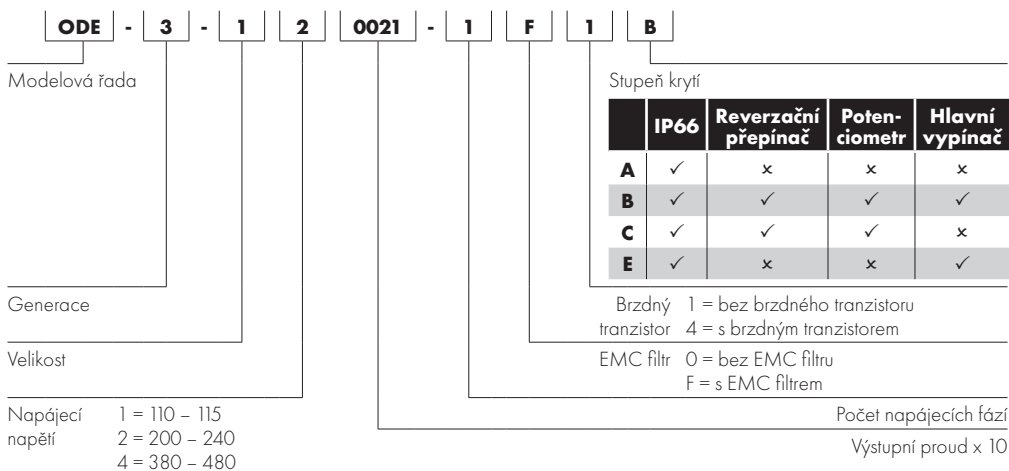 ODE - 3 - 1 2 0021 - 1 F 1 B
Modelová řada
Stupeň krytí
IP66 Reverzační přepínač Poten-ciometr Hlavní vypínač
A ✓ × × ×
B ✓ ✓ ✓ ✓
C ✓ ✓ ✓ ×
E ✓ × × ✓
Generace
Brzdný 1 = bez brzdného tranzistoru
tranzistor 4 = s brzdným tranzistorem
Velikost
EMC filtr 0 = bez EMC filtru
F = s EMC filtrem
Napájecí 1 = 110 – 115
napětí 2 = 200 – 240
4 = 380 – 480
Počet napájecích fází
Výstupní proud x 10